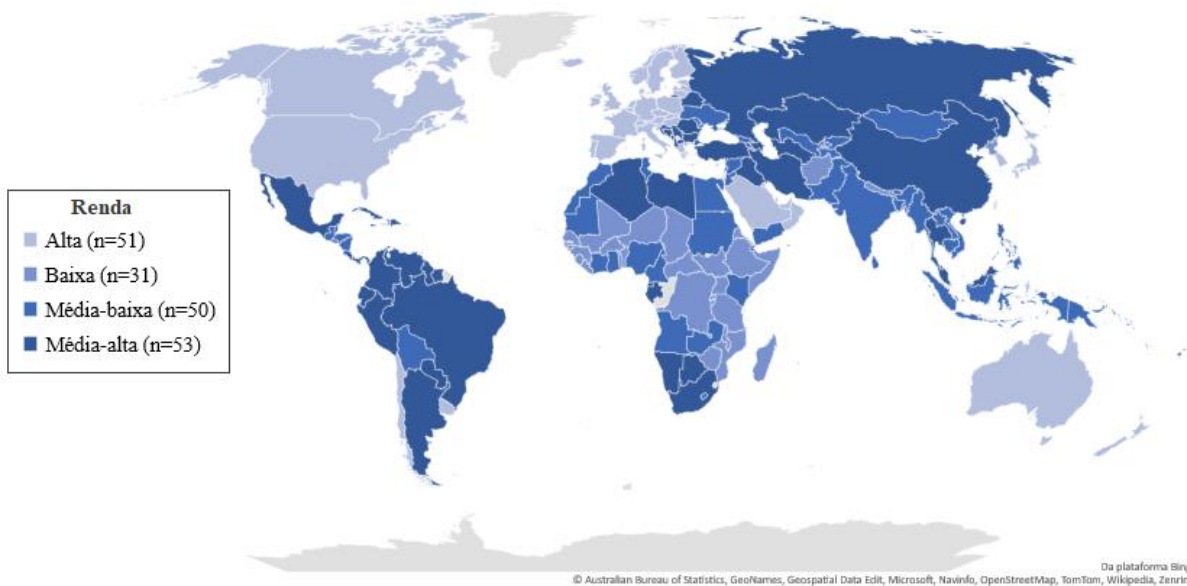 Renda
Alta (n=51)
Baixa (n=31)
Média-baixa (n=50)
Média-alta (n=53)
Da plataforma Bing
© Australian Bureau of Statistics, GeoNames, Geospatial Data Edit, Microsoft, Navinfo, OpenStreetMap, TomTom, Wikipedia,